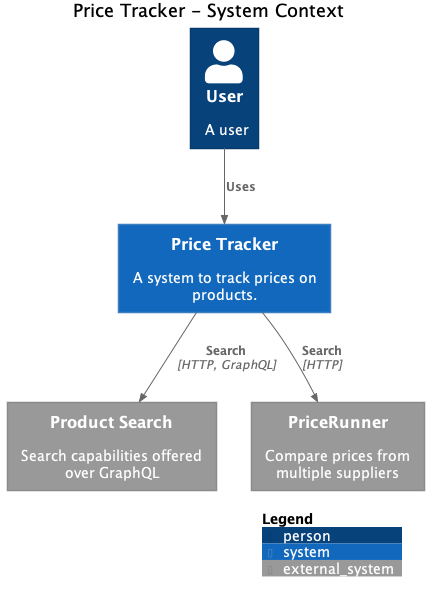 Price Tracker - System Context
User
A user
Uses
Price Tracker
A system to track prices on
products.
Search
[HTTP, GraphQL]
Search
[HTTP]
Product Search
Search capabilities offered
over GraphQL
PriceRunner
Compare prices from
multiple suppliers
Legend
person
system
external_system